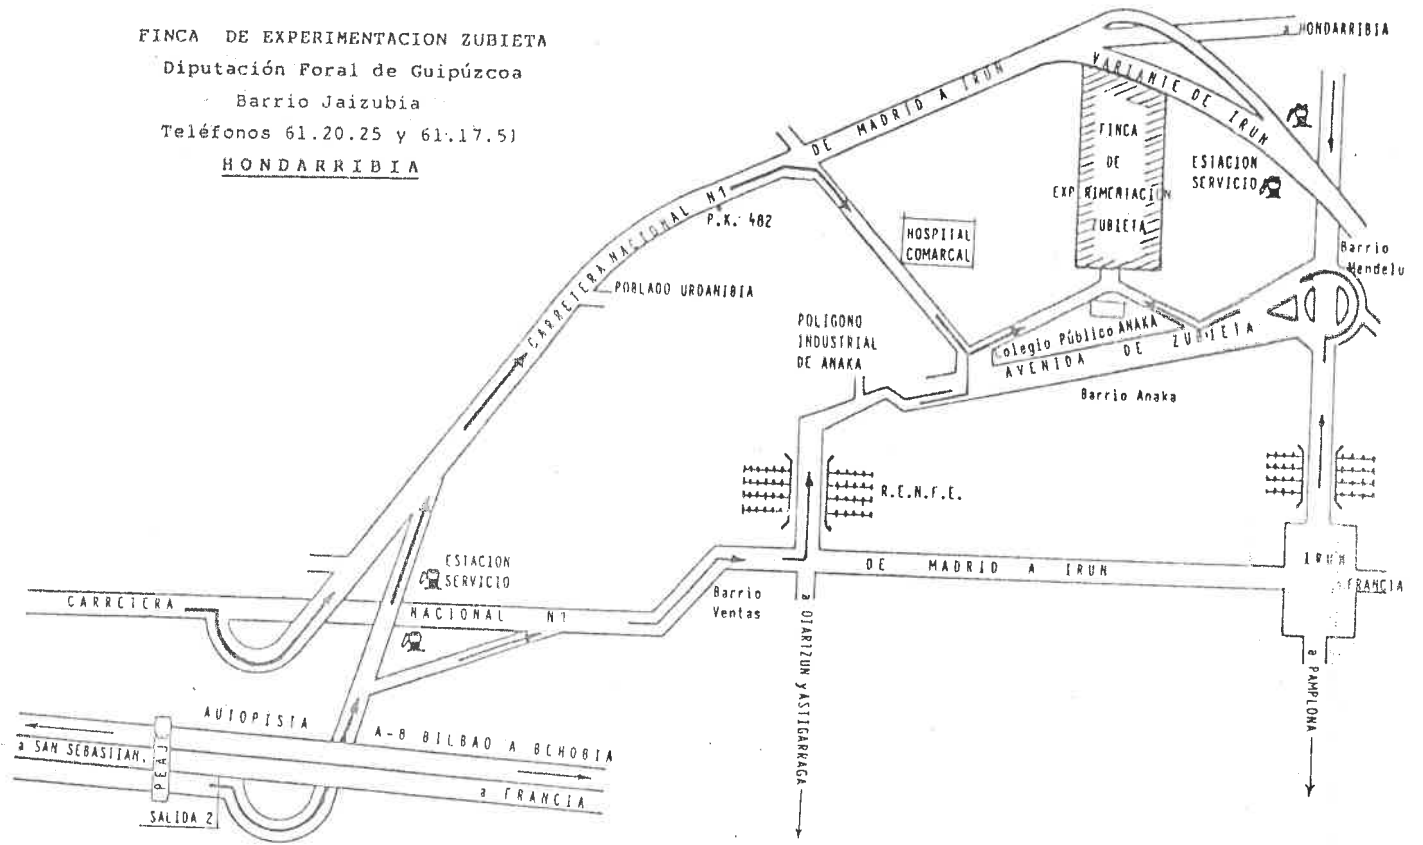 FINCA DE EXPERIMENTACION ZUBIETA
Diputación Foral de Guipúzcoa
Barrio Jaizubia
Teléfonos 61.20.25 y 61.17.51
HONDARRIBIA
a HONDARRIBIA
VARIANTE DE IRUN
DE MADRID A IRUN
FINCA
DE
EXPERIMENTACIÓN
ZUBIETA
ESTACION
SERVICIO
CARRETERA NACIONAL N1
P.K. 482
HOSPITAL
COMARCAL
Barrio
Mendelu
POBLADO URDANIBIA
POLIGONO
INDUSTRIAL
DE ANAKA
Colegio Público ANAKA
AVENIDA DE ZUBIETA
Barrio Anaka
R.E.N.F.E.
ESTACION
SERVICIO
DE MADRID A IRUN
IRUN
a FRANCIA
CARRETERA NACIONAL N1
Barrio
Ventas
a OIARTZUN y ASTIGARRAGA
a PAMPLONA
AUTOPISTA A-8 BILBAO A BEHOBIA
a SAN SEBASTIAN.
PEAJE
a FRANCIA
SALIDA 2